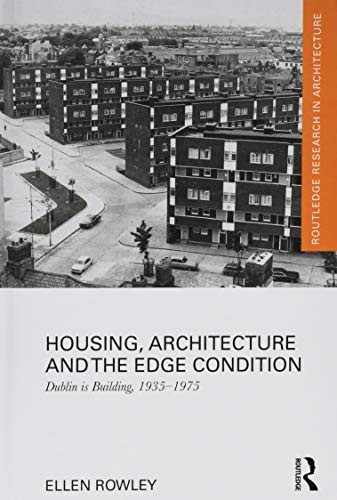 ROUTLEDGE RESEARCH IN ARCHITECTURE
HOUSING, ARCHITECTURE
AND THE EDGE CONDITION
Dublin is Building, 1935–1975
ELLEN ROWLEY
ROUTLEDGE